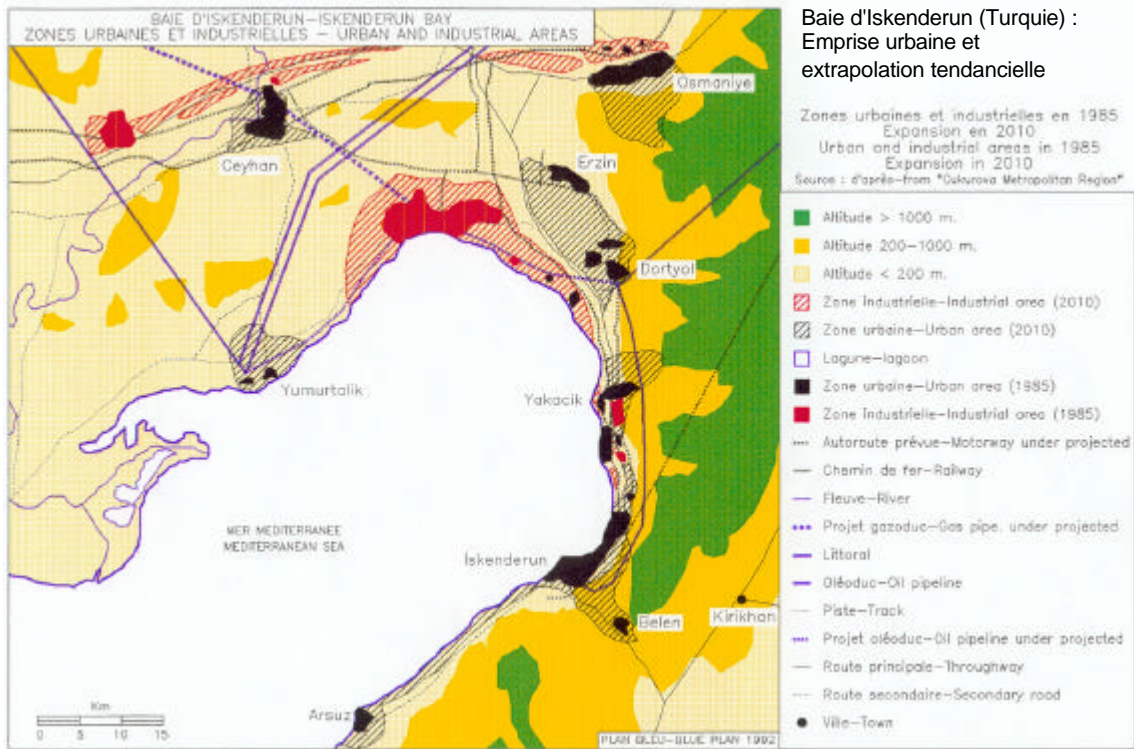 BAIE D'ISKENDERUN-ISKENDERUN BAY
ZONES URBAINES ET INDUSTRIELLES - URBAN AND INDUSTRIAL AREAS
Baie d'Iskenderun (Turquie) :
Emprise urbaine et
extrapolation tendancielle
Zones urbaines et industrielles en 1985
Expansion en 2010
Urban and industrial areas in 1985
Expansion in 2010
Source : d'après-from "Cukurova Metropolitan Region"
Osmaniye
Ceyhan
Erzin
Dortyol
Yumurtalik
Yakacik
MER MEDITERRANEE
MEDITERRANEAN SEA
İskenderun
Belen
Kirikhan
Arsuz
Km
0 5 10 15
PLAN BLEU-BLUE PLAN 1992
Altitude > 1000 m.
Altitude 200-1000 m.
Altitude < 200 m.
Zone industrielle-Industrial area (2010)
Zone urbaine-Urban area (2010)
Lagune-lagoon
Zone urbaine-Urban area (1985)
Zone industrielle-Industrial area (1985)
Autoroute prévue-Motorway under projected
Chemin de fer-Railway
Fleuve-River
Projet gazoduc-Gas pipe. under projected
Littoral
Oléoduc-Oil pipeline
Piste-Track
Projet oléoduc-Oil pipeline under projected
Route principale-Throughway
Route secondaire-Secondary road
Ville-Town